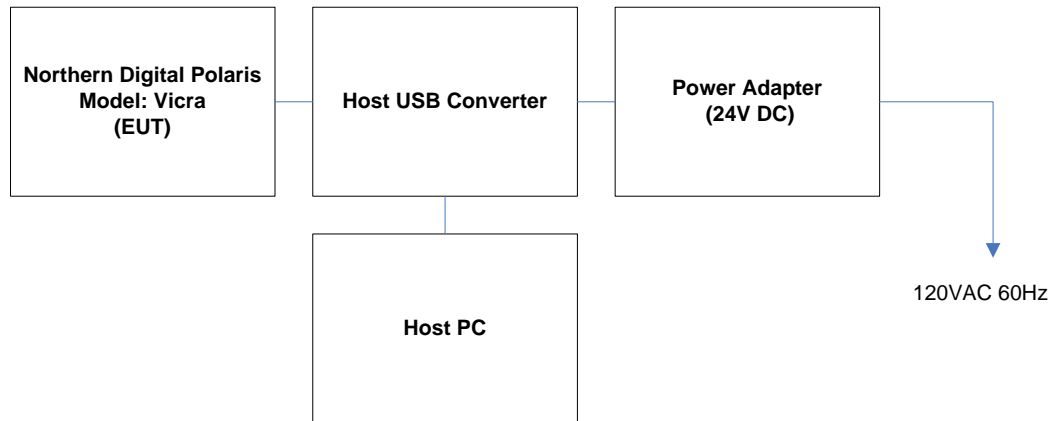 Northern Digital Polaris
Model: Vicra
(EUT)
Host USB Converter
Power Adapter
(24V DC)
120VAC 60Hz
Host PC